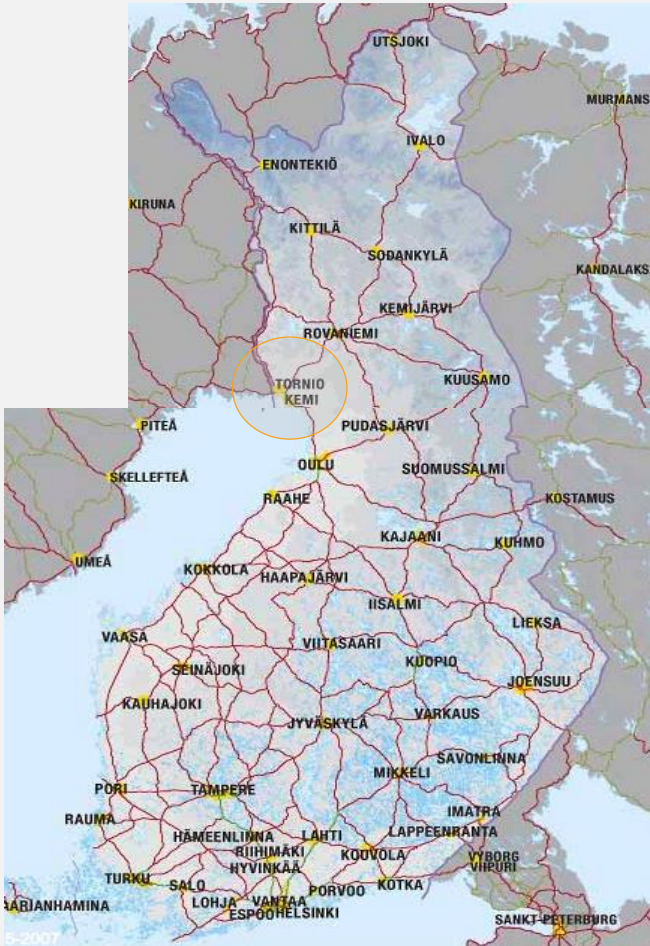 UTSJOKI
MURMANS
IVALO
ENONTEKIÖ
KIRUNA
KITTILÄ
SODANKYLÄ
KANDALAKS
KEMIJÄRVI
ROVANIEMI
TORNIO
KEMI
KUUSAMO
PITEÅ
PUDASJÄRVI
OULU
SUOMUSSALMI
SKELLEFTEÅ
RAAHE
KOSTAMUS
KAJAANI
KUHMO
UMEÅ
KOKKOLA
HAAPAJÄRVI
IISALMI
LIEKSA
VAASA
VIITASAARI
KUOPIO
SEINÄJOKI
JOENSUU
KAUHAJOKI
JYVÄSKYLÄ
VARKAUS
SAVONLINNA
MIKKELI
PORI
TAMPERE
IMATRA
RAUMA
HÄMEENLINNA
LAHTI
LAPPEENRANTA
RIIHIMÄKI
KOUVOLA
HYVINKÄÄ
VYBORG
VIIPURI
TURKU
SALO
PORVOO
KOTKA
LOHJA
VANTAA
AARJANHAMINA
ESPOO
HELSINKI
SANKT-PETERBURG
5-2007